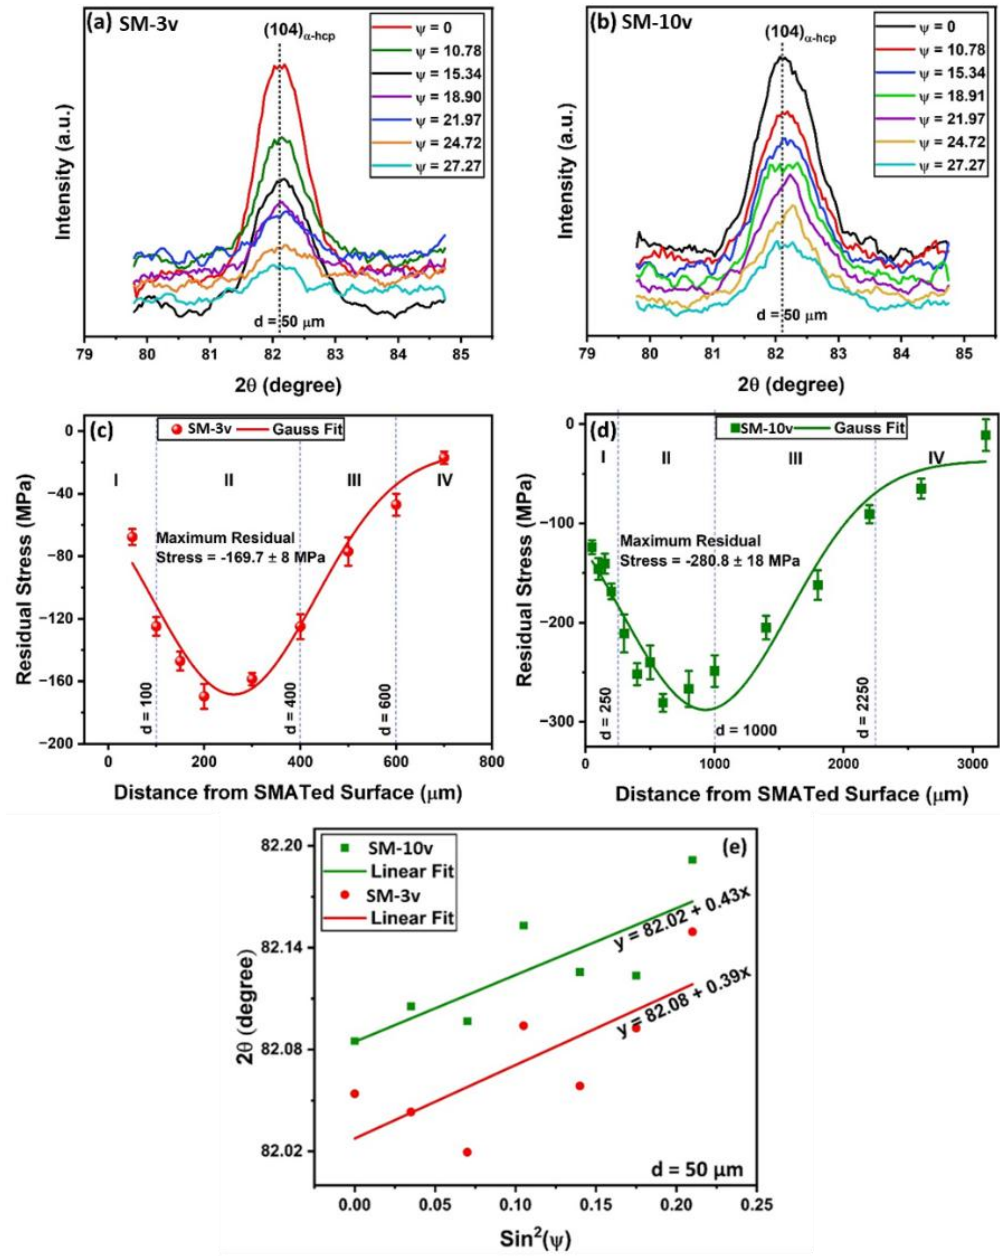 (a) SM-3v
(104)α-hcp
ψ = 0
ψ = 10.78
ψ = 15.34
ψ = 18.90
ψ = 21.97
ψ = 24.72
ψ = 27.27
Intensity (a.u.)
d = 50 μm
79 80 81 82 83 84 85
2θ (degree)
(b) SM-10v
(104)α-hcp
ψ = 0
ψ = 10.78
ψ = 15.34
ψ = 18.91
ψ = 21.97
ψ = 24.72
ψ = 27.27
Intensity (a.u.)
d = 50 μm
79 80 81 82 83 84 85
2θ (degree)
(c)
SM-3v Gauss Fit
I II III IV
Maximum Residual
Stress = -169.7 ± 8 MPa
d = 100
d = 400
d = 600
0
−40
−80
−120
−160
−200
Residual Stress (MPa)
0 200 400 600 800
Distance from SMATed Surface (μm)
(d)
SM-10v Gauss Fit
I II III IV
Maximum Residual
Stress = -280.8 ± 18 MPa
d = 250
d = 1000
d = 2250
0
−100
−200
−300
Residual Stress (MPa)
0 1000 2000 3000
Distance from SMATed Surface (μm)
(e)
SM-10v
Linear Fit
SM-3v
Linear Fit
y = 82.02 + 0.43x
y = 82.08 + 0.39x
d = 50 μm
82.20
82.14
82.08
82.02
2θ (degree)
0.00 0.05 0.10 0.15 0.20 0.25
Sin²(ψ)